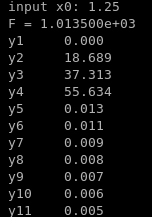 input x0: 1.25
F = 1.013500e+03
y1 0.000
y2 18.689
y3 37.313
y4 55.634
y5 0.013
y6 0.011
y7 0.009
y8 0.008
y9 0.007
y10 0.006
y11 0.005